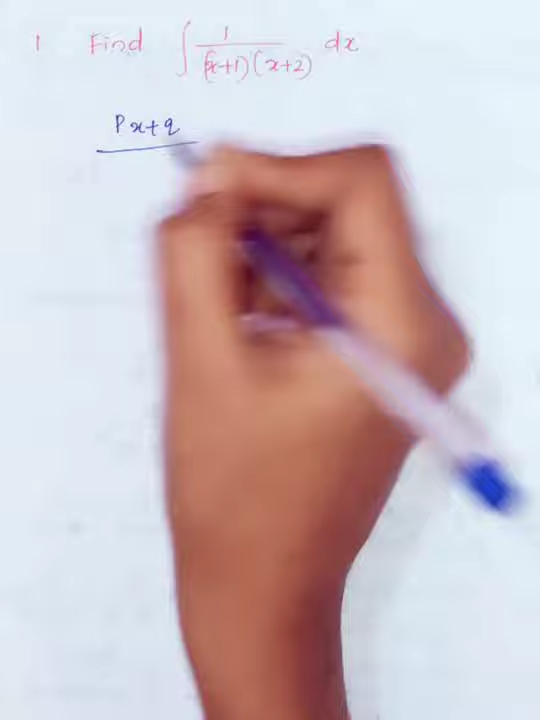 1 Find ∫ 1/(x+1)(x+2) dx
Px+q